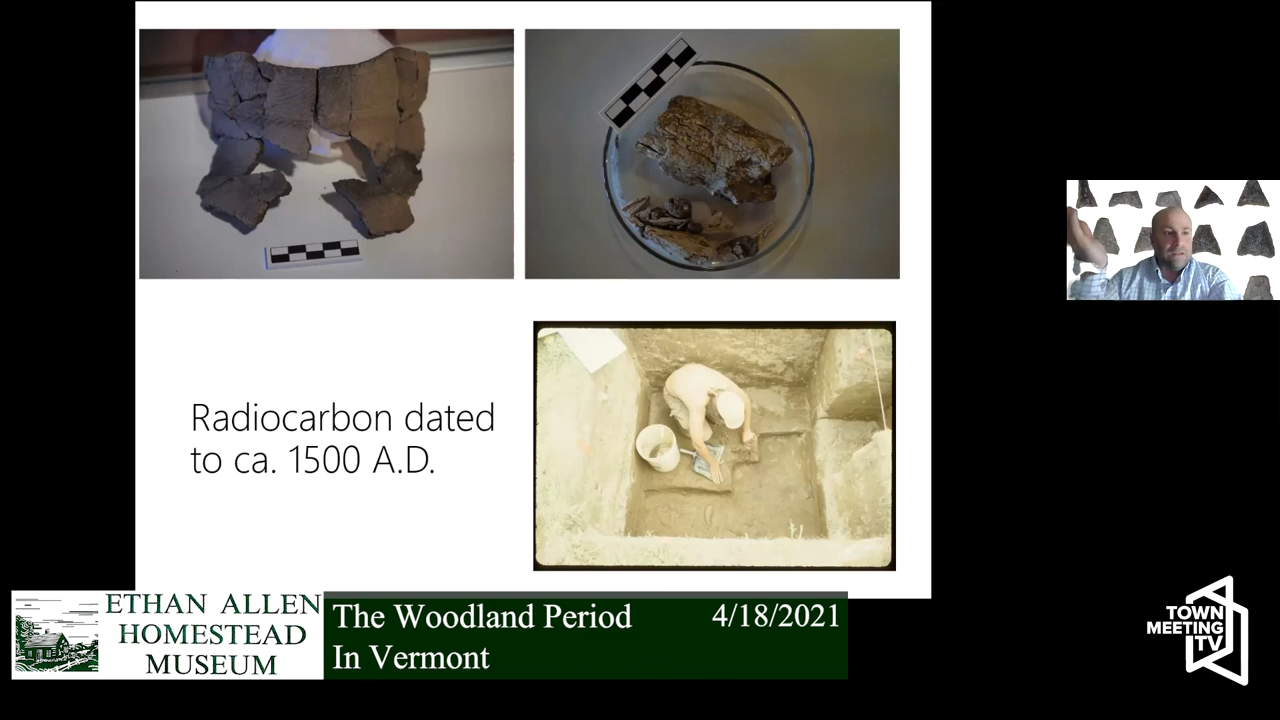 Radiocarbon dated
to ca. 1500 A.D.
ETHAN ALLEN
HOMESTEAD
MUSEUM
The Woodland Period
In Vermont
4/18/2021
TOWN
MEETING
TV